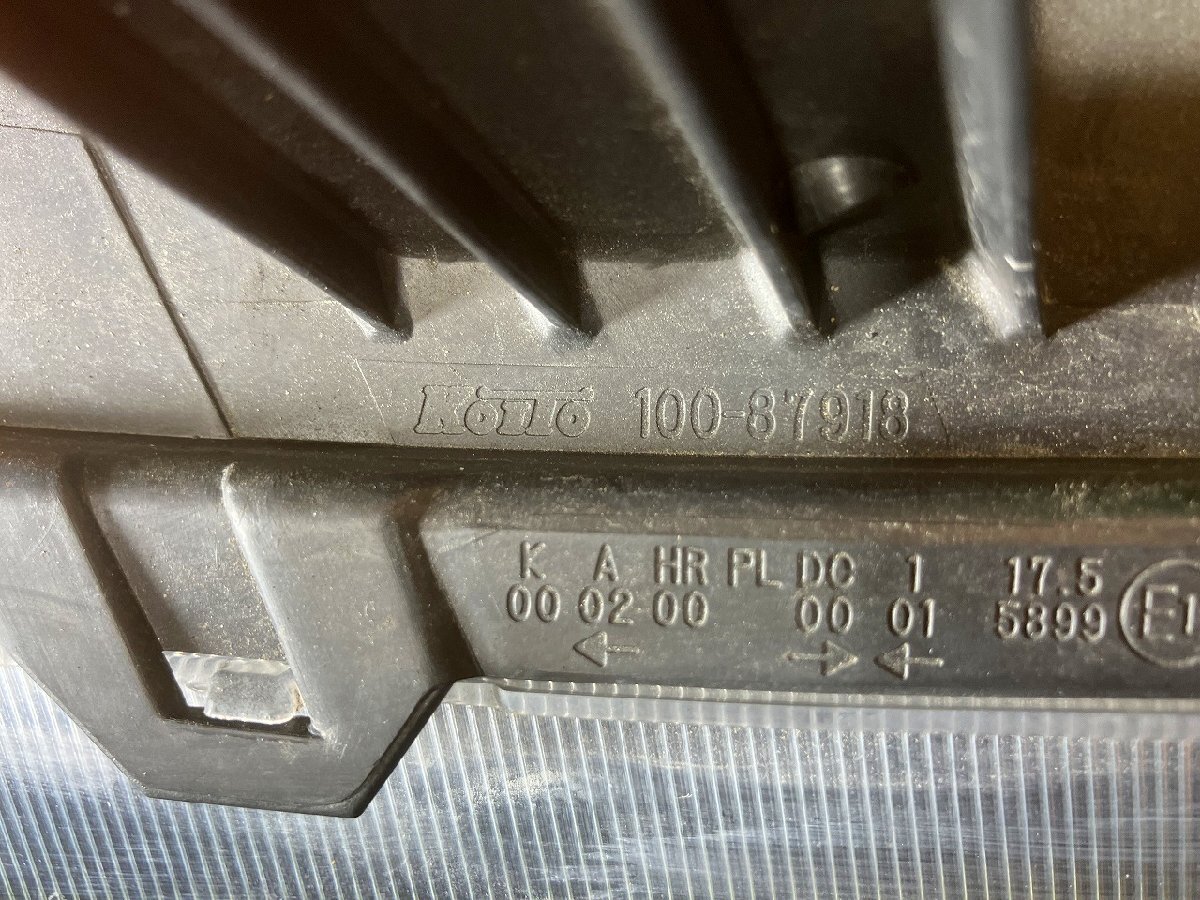 KOITO 100-87918
K A HR PL DC 1 17.5
00 02 00 00 01 5899 E1
← → ←